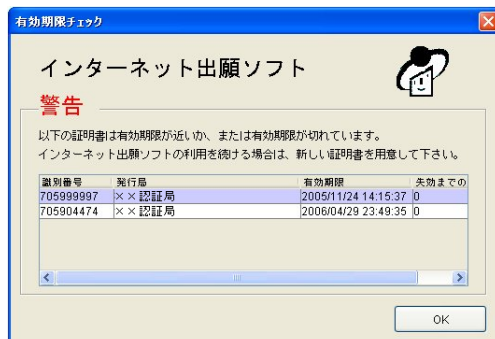 有効期限チェック
インターネット出願ソフト
警告
以下の証明書は有効期限が近いか、または有効期限が切れています。
インターネット出願ソフトの利用を続ける場合は、新しい証明書を用意して下さい。
識別番号 発行局 有効期限 失効までの
705999997 ××認証局 2005/11/24 14:15:37 0
705904474 ××認証局 2006/04/29 23:49:35 0
OK